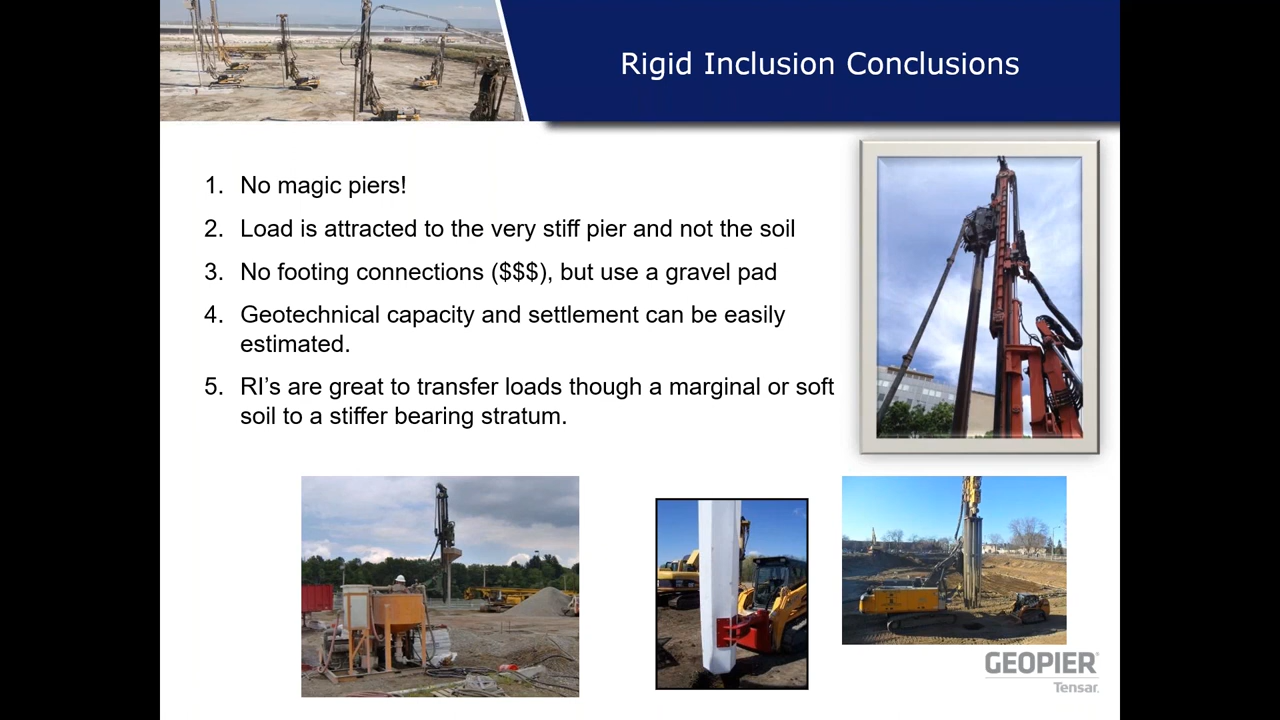 Rigid Inclusion Conclusions
1. No magic piers!
2. Load is attracted to the very stiff pier and not the soil
3. No footing connections ($$$), but use a gravel pad
4. Geotechnical capacity and settlement can be easily
estimated.
5. RI’s are great to transfer loads though a marginal or soft
soil to a stiffer bearing stratum.
GEOPIER®
Tensar.